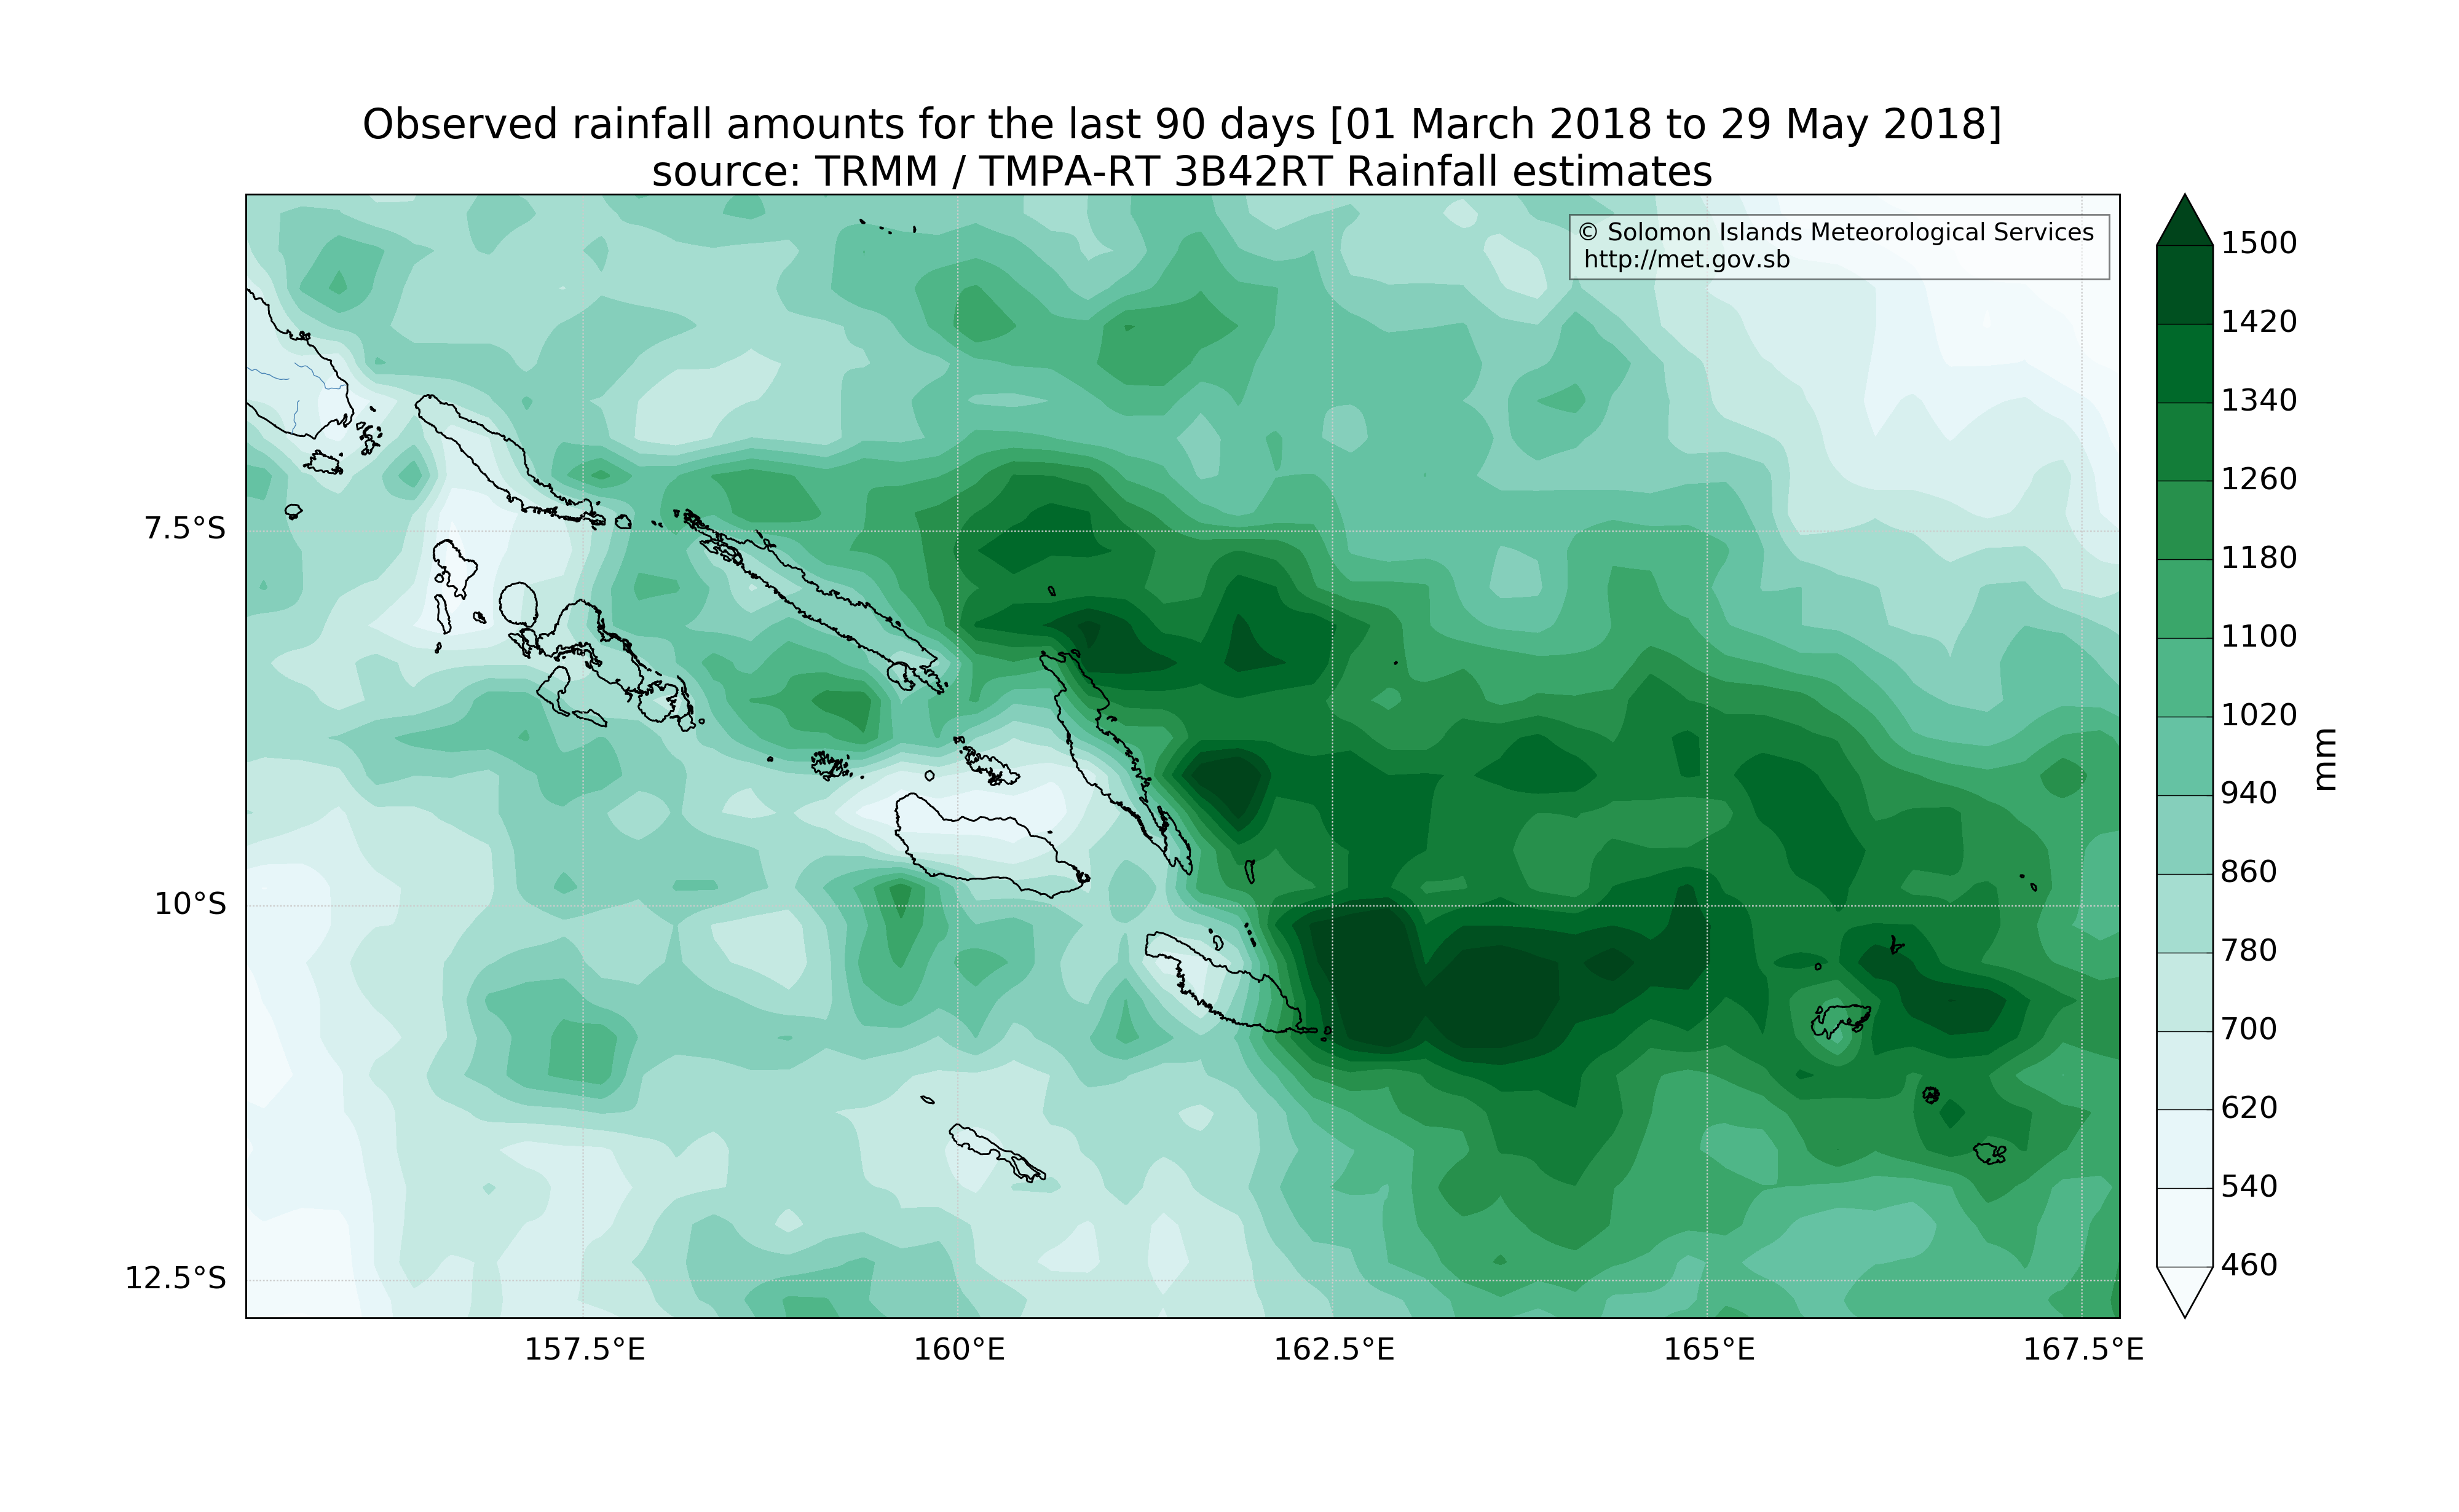 Observed rainfall amounts for the last 90 days [01 March 2018 to 29 May 2018]
source: TRMM / TMPA-RT 3B42RT Rainfall estimates
© Solomon Islands Meteorological Services
http://met.gov.sb
7.5°S
10°S
12.5°S
157.5°E
160°E
162.5°E
165°E
167.5°E
1500
1420
1340
1260
1180
1100
1020
940
860
780
700
620
540
460
mm